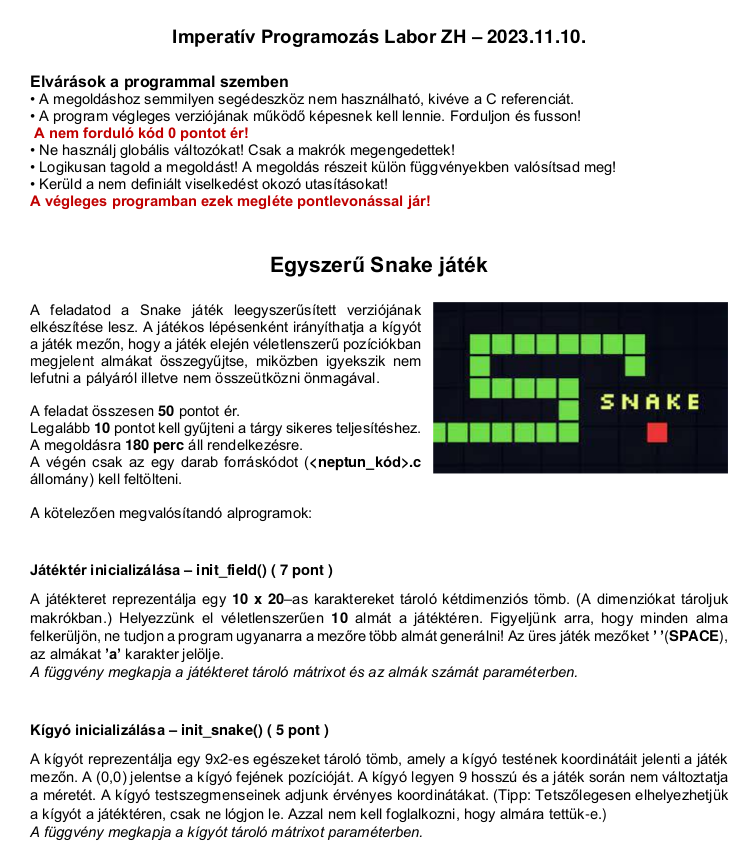 Imperatív Programozás Labor ZH – 2023.11.10.
Elvárások a programmal szemben
• A megoldáshoz semmilyen segédeszköz nem használható, kivéve a C referenciát.
• A program végleges verziójának működő képesnek kell lennie. Forduljon és fusson!
A nem forduló kód 0 pontot ér!
• Ne használj globális változókat! Csak a makrók megengedettek!
• Logikusan tagold a megoldást! A megoldás részeit külön függvényekben valósítsad meg!
• Kerüld a nem definiált viselkedést okozó utasításokat!
A végleges programban ezek megléte pontlevonással jár!
Egyszerű Snake játék
A feladatod a Snake játék leegyszerűsített verziójának
elkészítése lesz. A játékos lépésenként irányíthatja a kígyót
a játék mezőn, hogy a játék elején véletlenszerű pozíciókban
megjelent almákat összegyűjtse, miközben igyekszik nem
lefutni a pályáról illetve nem összeütközni önmagával.
A feladat összesen 50 pontot ér.
Legalább 10 pontot kell gyűjteni a tárgy sikeres teljesítéshez.
A megoldásra 180 perc áll rendelkezésre.
A végén csak az egy darab forráskódot (<neptun_kód>.c
állomány) kell feltölteni.
SNAKE
A kötelezően megvalósítandó alprogramok:
Játéktér inicializálása – init_field() ( 7 pont )
A játékteret reprezentálja egy 10 x 20–as karaktereket tároló kétdimenziós tömb. (A dimenziókat tároljuk
makrókban.) Helyezzünk el véletlenszerűen 10 almát a játéktéren. Figyeljünk arra, hogy minden alma
felkerüljön, ne tudjon a program ugyanarra a mezőre több almát generálni! Az üres játék mezőket ' '(SPACE),
az almákat 'a' karakter jelölje.
A függvény megkapja a játékteret tároló mátrixot és az almák számát paraméterben.
Kígyó inicializálása – init_snake() ( 5 pont )
A kígyót reprezentálja egy 9x2-es egészeket tároló tömb, amely a kígyó testének koordinátáit jelenti a játék
mezőn. A (0,0) jelentse a kígyó fejének pozícióját. A kígyó legyen 9 hosszú és a játék során nem változtatja
a méretét. A kígyó testszegmenseinek adjunk érvényes koordinátákat. (Tipp: Tetszőlegesen elhelyezhetjük
a kígyót a játéktéren, csak ne lógjon le. Azzal nem kell foglalkozni, hogy almára tettük-e.)
A függvény megkapja a kígyót tároló mátrixot paraméterben.